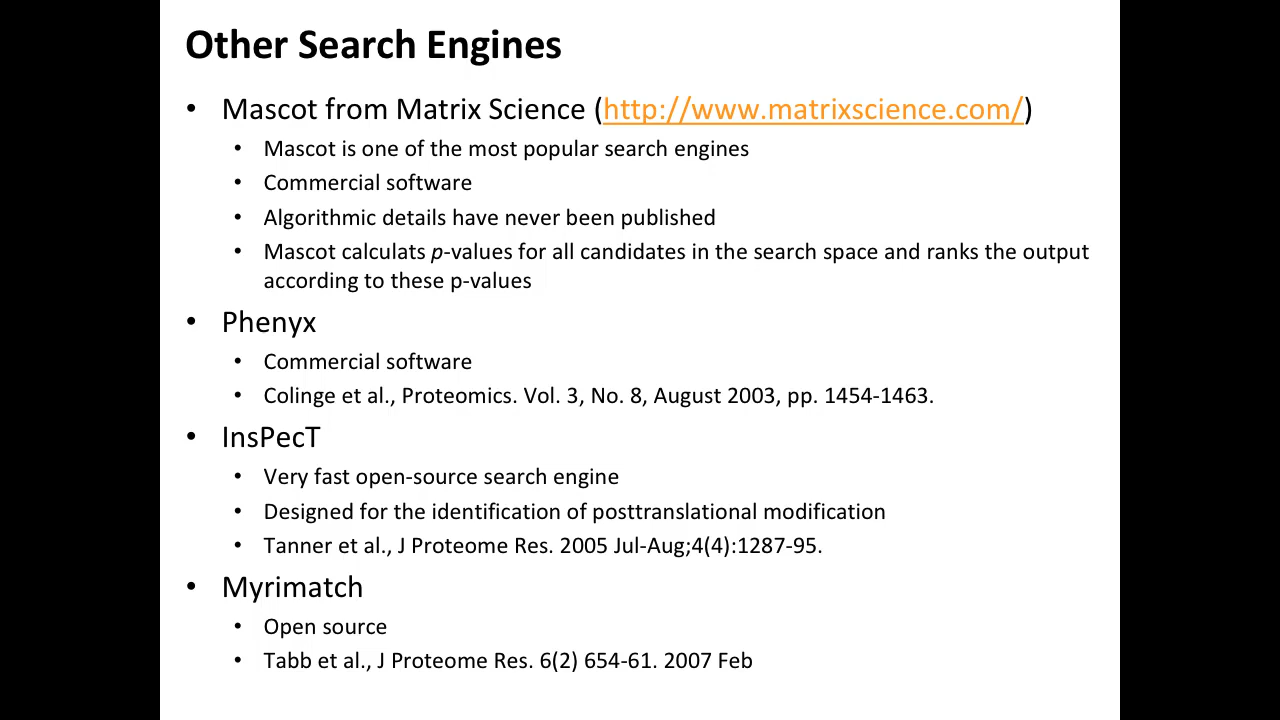 Other Search Engines
• Mascot from Matrix Science (http://www.matrixscience.com/)
• Mascot is one of the most popular search engines
• Commercial software
• Algorithmic details have never been published
• Mascot calculats p-values for all candidates in the search space and ranks the output
according to these p-values
• Phenyx
• Commercial software
• Colinge et al., Proteomics. Vol. 3, No. 8, August 2003, pp. 1454-1463.
• InsPecT
• Very fast open-source search engine
• Designed for the identification of posttranslational modification
• Tanner et al., J Proteome Res. 2005 Jul-Aug;4(4):1287-95.
• Myrimatch
• Open source
• Tabb et al., J Proteome Res. 6(2) 654-61. 2007 Feb